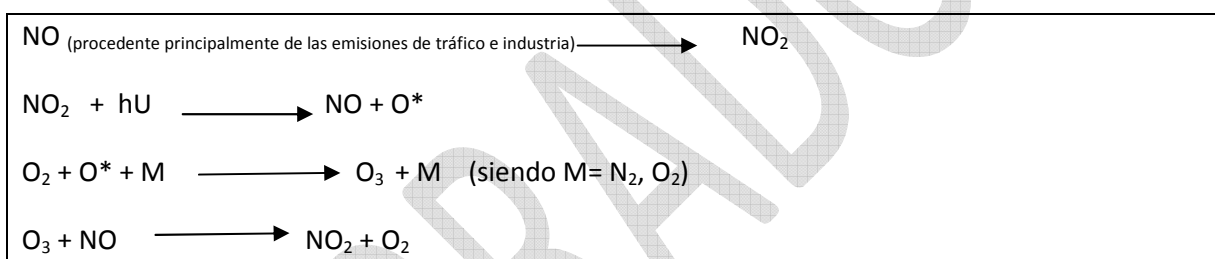 NO (procedente principalmente de las emisiones de tráfico e industria) ⟶ NO₂
NO₂ + hU ⟶ NO + O*
O₂ + O* + M ⟶ O₃ + M (siendo M= N₂, O₂)
O₃ + NO ⟶ NO₂ + O₂